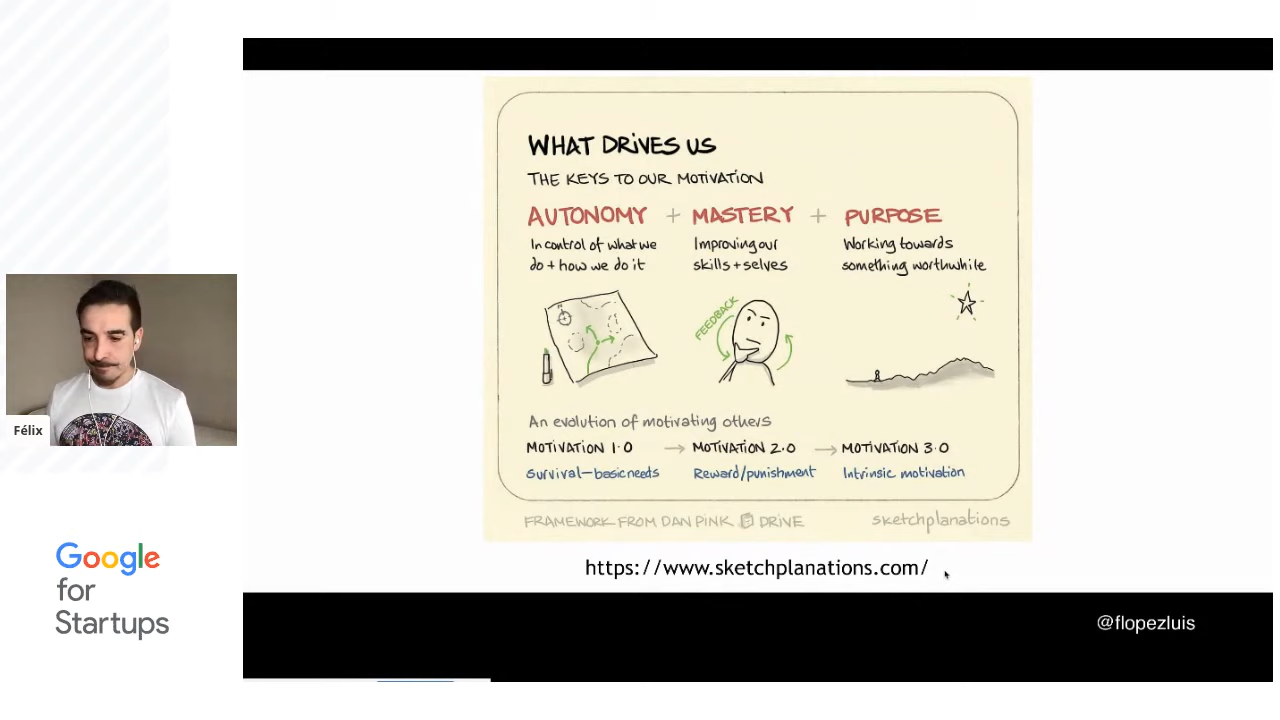 WHAT DRIVES US
THE KEYS TO OUR MOTIVATION
AUTONOMY + MASTERY + PURPOSE
In control of what we
do + how we do it
Improving our
skills + selves
Working towards
something worthwhile
FEEDBACK
An evolution of motivating others
MOTIVATION 1.0 → MOTIVATION 2.0 → MOTIVATION 3.0
Survival – basic needs
Reward/punishment
Intrinsic motivation
FRAMEWORK FROM DAN PINK DRIVE
sketchplanations
https://www.sketchplanations.com/
@flopezluis
Félix
Google
for
Startups